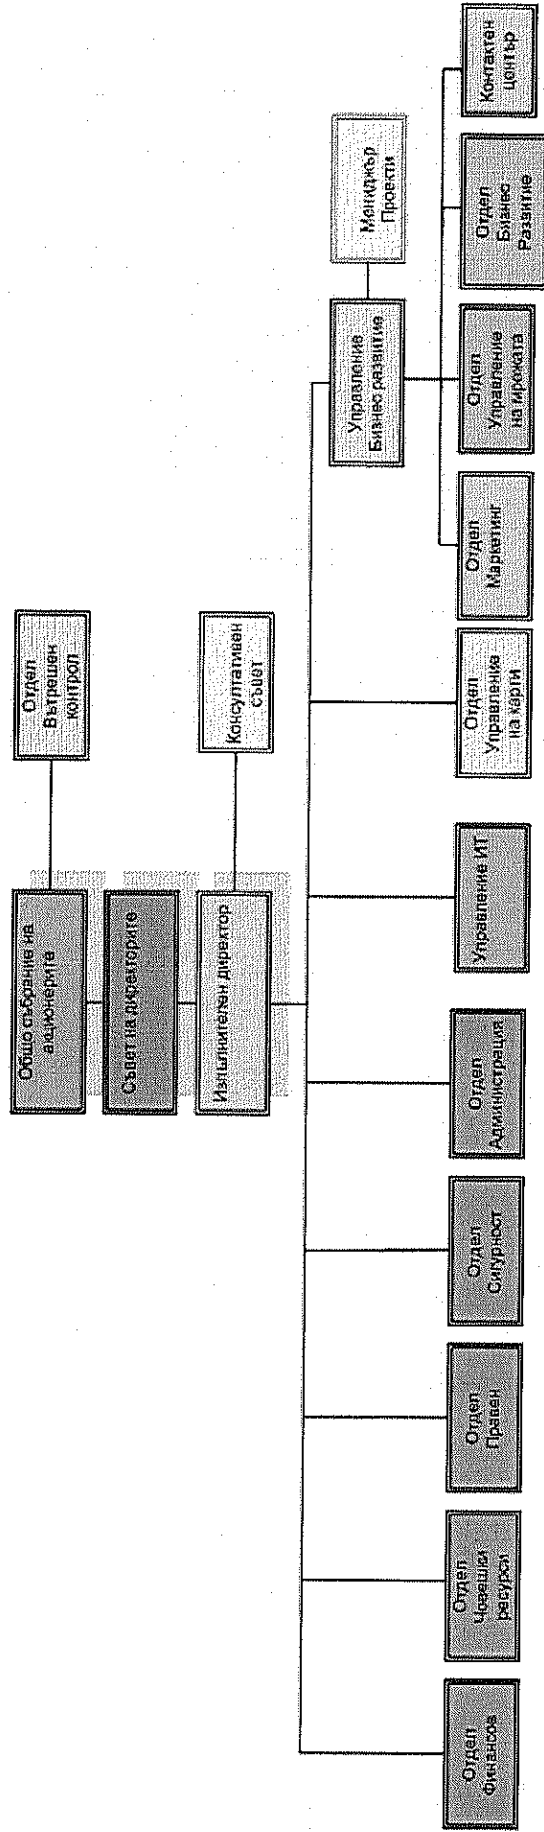 Общо събрание на
акционерите
Отдел
Вътрешен
контрол
Съвет на директорите
Изпълнителен директор
Консултативен
съвет
Управление
Бизнес развитие
Мениджър
Проекти
Отдел
Финансов
Отдел
Човешки
ресурси
Отдел
Правен
Отдел
Сигурност
Отдел
Администрация
Управление ИТ
Отдел
Управление
на карти
Отдел
Маркетинг
Отдел
Управление
на мрежата
Отдел
Бизнес
Развитие
Контактен
център